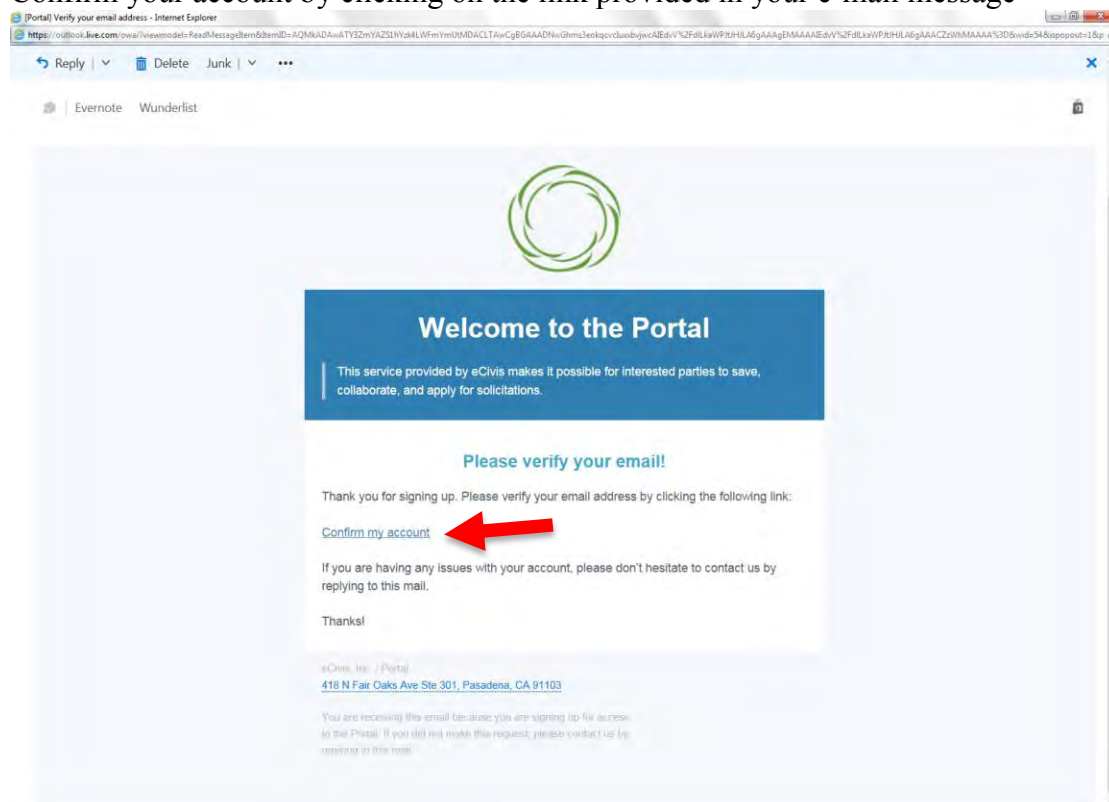 Confirm your account by clicking on the link provided in your e-mail message
[Portal] Verify your email address - Internet Explorer
Reply | Delete Junk | •••
Evernote Wunderlist
Welcome to the Portal
This service provided by eCivis makes it possible for interested parties to save,
collaborate, and apply for solicitations.
Please verify your email!
Thank you for signing up. Please verify your email address by clicking the following link:
Confirm my account
If you are having any issues with your account, please don't hesitate to contact us by
replying to this mail.
Thanks!
eCivis, Inc. / Portal
418 N Fair Oaks Ave Ste 301, Pasadena, CA 91103
You are receiving this email because you are signing up for access
to the Portal. If you did not make this request, please contact us by
replying to this mail.